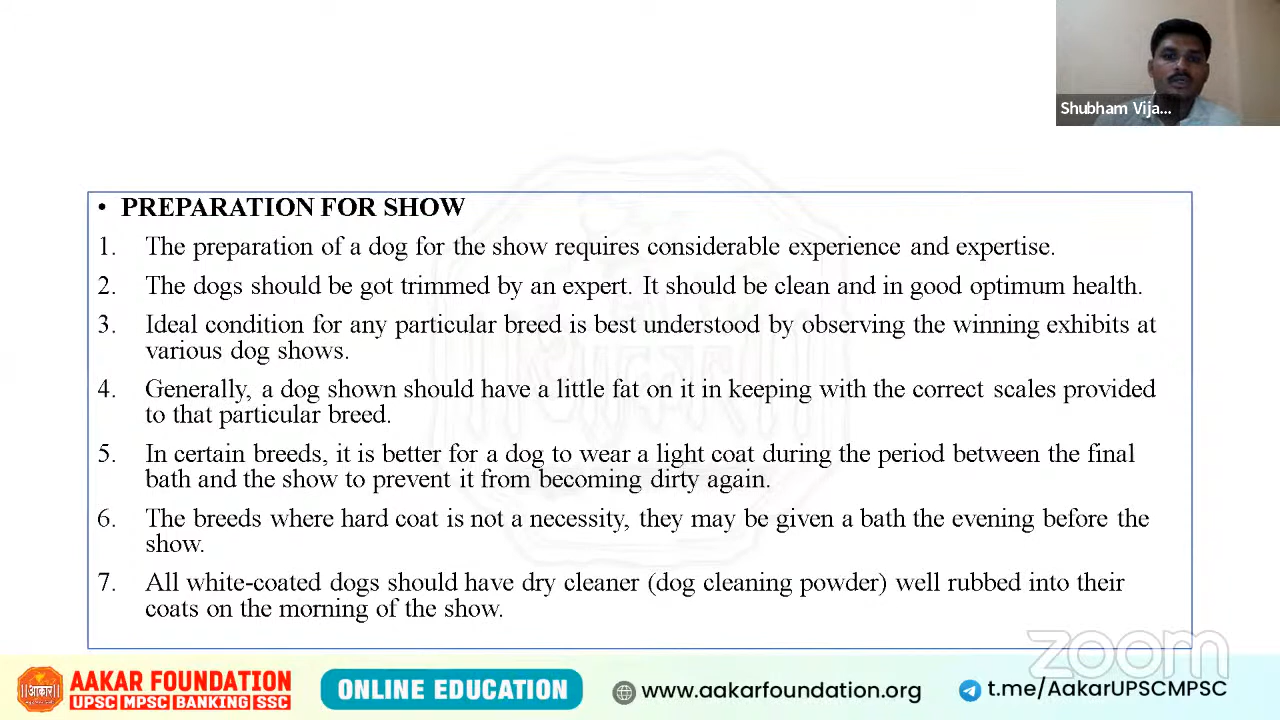 Shubham Vija...
• PREPARATION FOR SHOW
1. The preparation of a dog for the show requires considerable experience and expertise.
2. The dogs should be got trimmed by an expert. It should be clean and in good optimum health.
3. Ideal condition for any particular breed is best understood by observing the winning exhibits at
various dog shows.
4. Generally, a dog shown should have a little fat on it in keeping with the correct scales provided
to that particular breed.
5. In certain breeds, it is better for a dog to wear a light coat during the period between the final
bath and the show to prevent it from becoming dirty again.
6. The breeds where hard coat is not a necessity, they may be given a bath the evening before the
show.
7. All white-coated dogs should have dry cleaner (dog cleaning powder) well rubbed into their
coats on the morning of the show.
zoom
आकार
AAKAR FOUNDATION
UPSC MPSC BANKING SSC
ONLINE EDUCATION
www.aakarfoundation.org
t.me/AakarUPSCMPSC